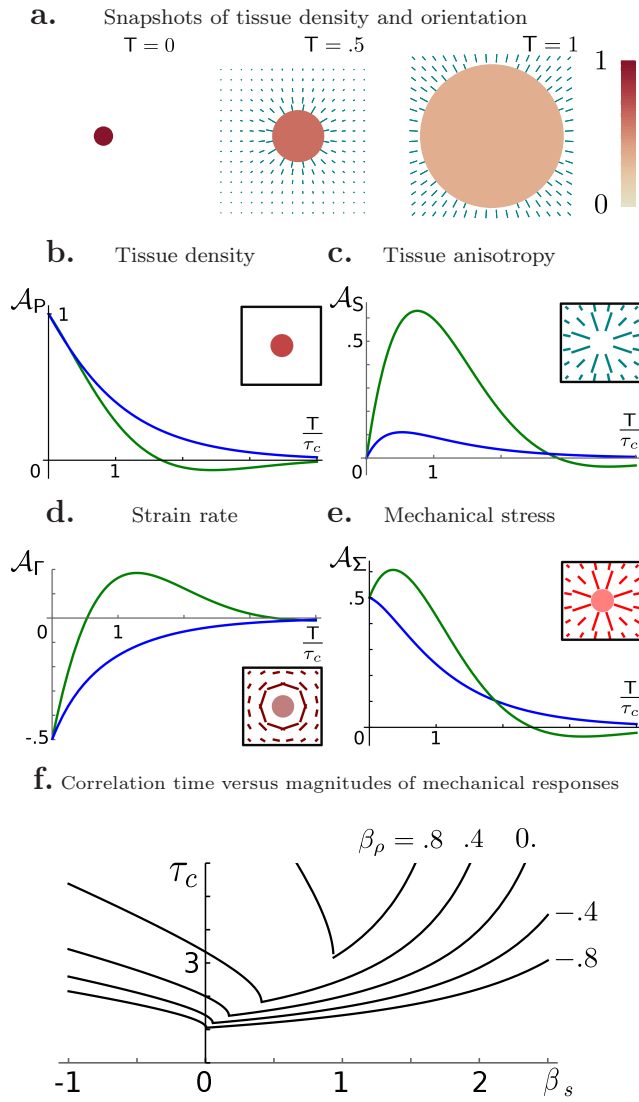 a. Snapshots of tissue density and orientation
T = 0 T = .5 T = 1
1
0
b. Tissue density
c. Tissue anisotropy
𝒜P 1
0 1 T/τc
𝒜S .5
0 1 T/τc
d. Strain rate
e. Mechanical stress
𝒜Γ
0 1 T/τc
-.5
𝒜Σ .5
0 1 T/τc
f. Correlation time versus magnitudes of mechanical responses
βρ = .8 .4 0.
τc
3
−.4
−.8
-1 0 1 2 βs